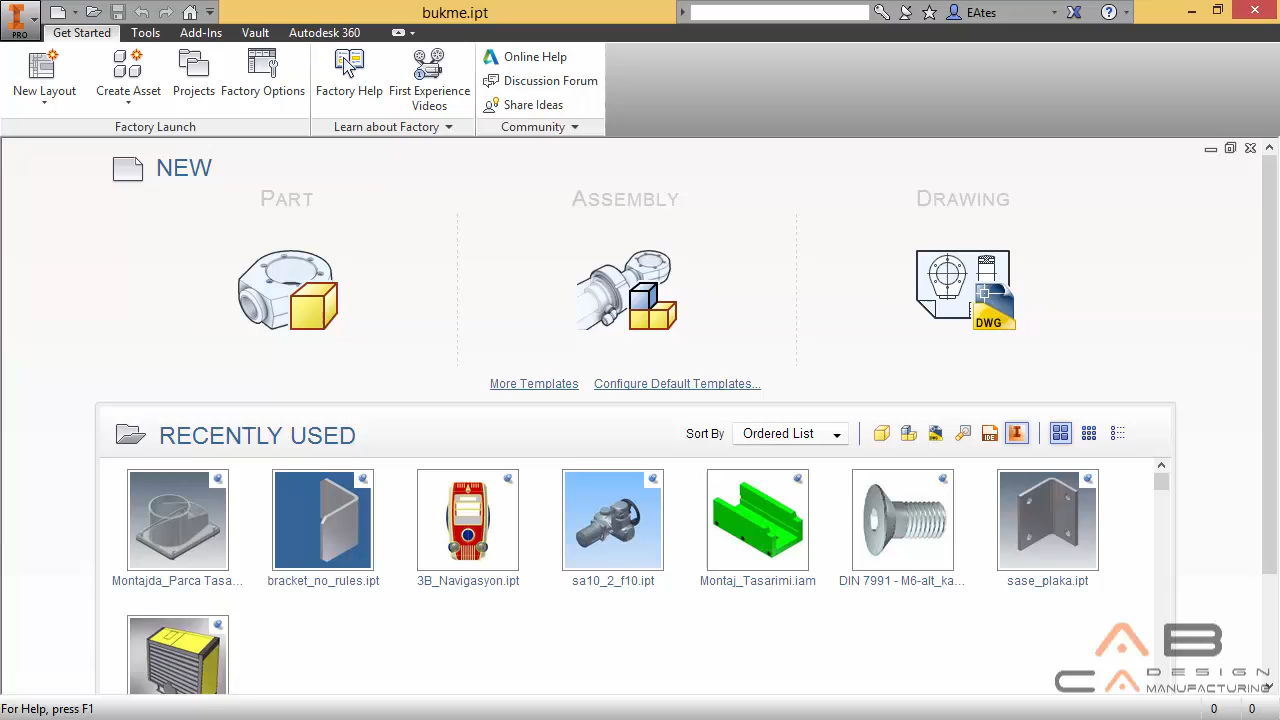 bukme.ipt
EAtes
PRO
Get Started
Tools
Add-Ins
Vault
Autodesk 360
New Layout
Create Asset
Projects
Factory Options
Factory Help
First Experience
Videos
Online Help
Discussion Forum
Share Ideas
Factory Launch
Learn about Factory
Community
NEW
PART
ASSEMBLY
DRAWING
DWG
More Templates
Configure Default Templates...
RECENTLY USED
Sort By
Ordered List
IDE
Montajda_Parca Tasa...
bracket_no_rules.ipt
3B_Navigasyon.ipt
sa10_2_f10.ipt
Montaj_Tasarimi.iam
DIN 7991 - M6-alt_ka...
sase_plaka.ipt
AB
CADESIGN
MANUFACTURING
For Help, press F1
0
0